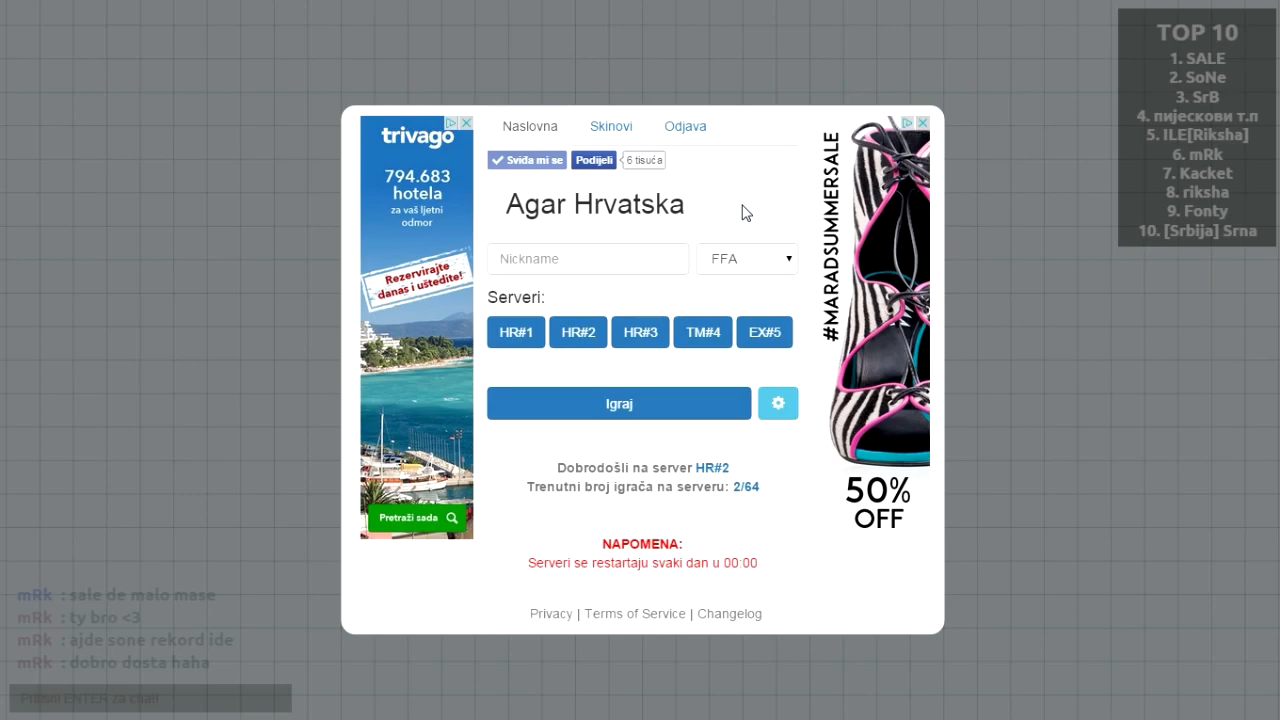 trivago
794.683
hotela
za vaš ljetni
odmor
Rezervirajte
danas i uštedite!
Pretraži sada
Naslovna
Skinovi
Odjava
Sviđa mi se
Podijeli
6 tisuća
Agar Hrvatska
Nickname
FFA
Serveri:
HR#1
HR#2
HR#3
TM#4
EX#5
Igraj
Dobrodošli na server HR#2
Trenutni broj igrača na serveru: 2/64
NAPOMENA:
Serveri se restartaju svaki dan u 00:00
Privacy | Terms of Service | Changelog
#MARADSUMMERSALE
50%
OFF
TOP 10
1. SALE
2. SoNe
3. SrB
4. пијескови т.п
5. ILE[Riksha]
6. mRk
7. Kacket
8. riksha
9. Fonty
10. [Srbija] Srna
mRk : sale de malo mase
mRk : ty bro <3
mRk : ajde sone rekord ide
mRk : dobro dosta haha
Pritisni ENTER za chat!